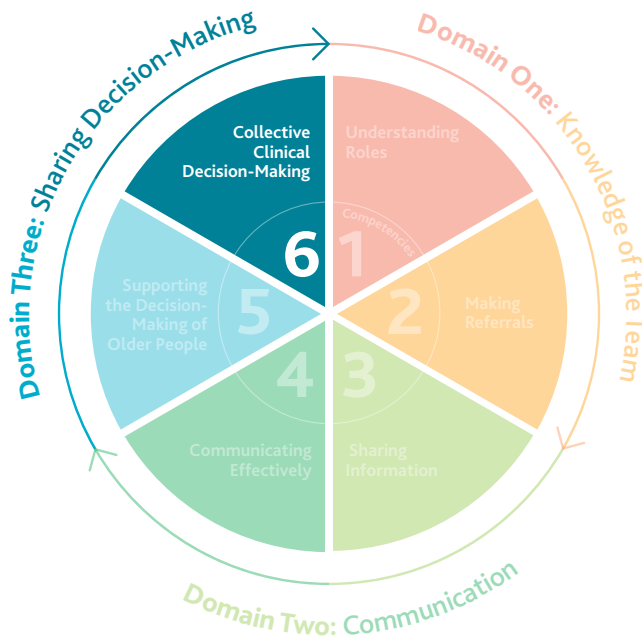 Domain One: Knowledge of the Team
Understanding
Roles
Competencies
1
2
Making
Referrals
3
Sharing
Information
Domain Two: Communication
4
Communicating
Effectively
Domain Three: Sharing Decision-Making
5
Supporting
the Decision-
Making of
Older People
6
Collective
Clinical
Decision-Making